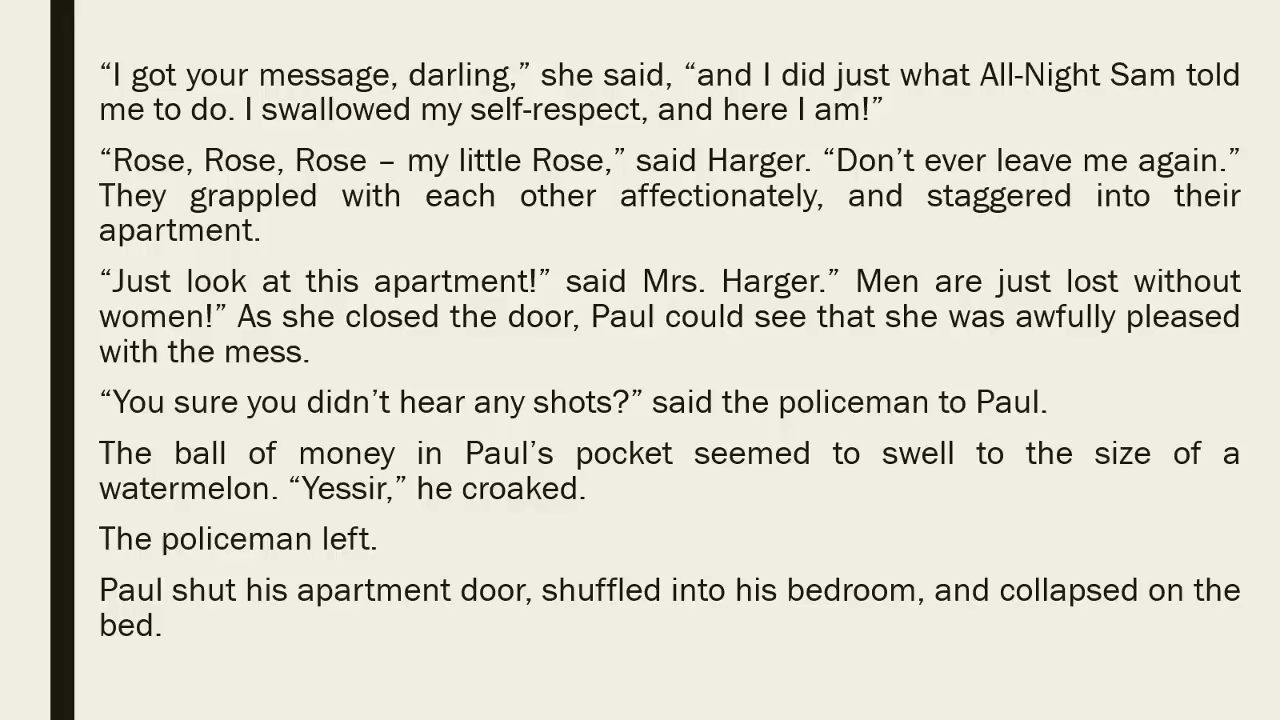 “I got your message, darling,” she said, “and I did just what All-Night Sam told
me to do. I swallowed my self-respect, and here I am!”
“Rose, Rose, Rose – my little Rose,” said Harger. “Don’t ever leave me again.”
They grappled with each other affectionately, and staggered into their
apartment.
“Just look at this apartment!” said Mrs. Harger.” Men are just lost without
women!” As she closed the door, Paul could see that she was awfully pleased
with the mess.
“You sure you didn’t hear any shots?” said the policeman to Paul.
The ball of money in Paul’s pocket seemed to swell to the size of a
watermelon. “Yessir,” he croaked.
The policeman left.
Paul shut his apartment door, shuffled into his bedroom, and collapsed on the
bed.